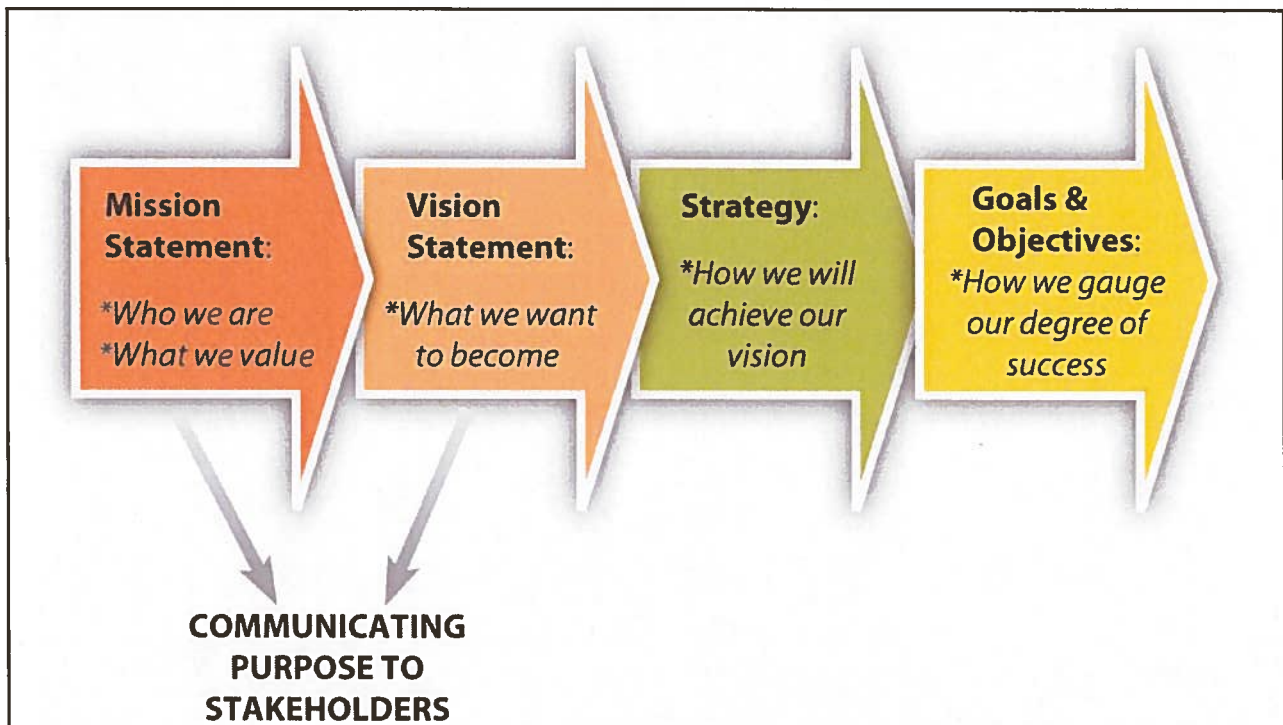 Mission
Statement:
*Who we are
*What we value
Vision
Statement:
*What we want
to become
Strategy:
*How we will
achieve our
vision
Goals &
Objectives:
*How we gauge
our degree of
success
COMMUNICATING
PURPOSE TO
STAKEHOLDERS